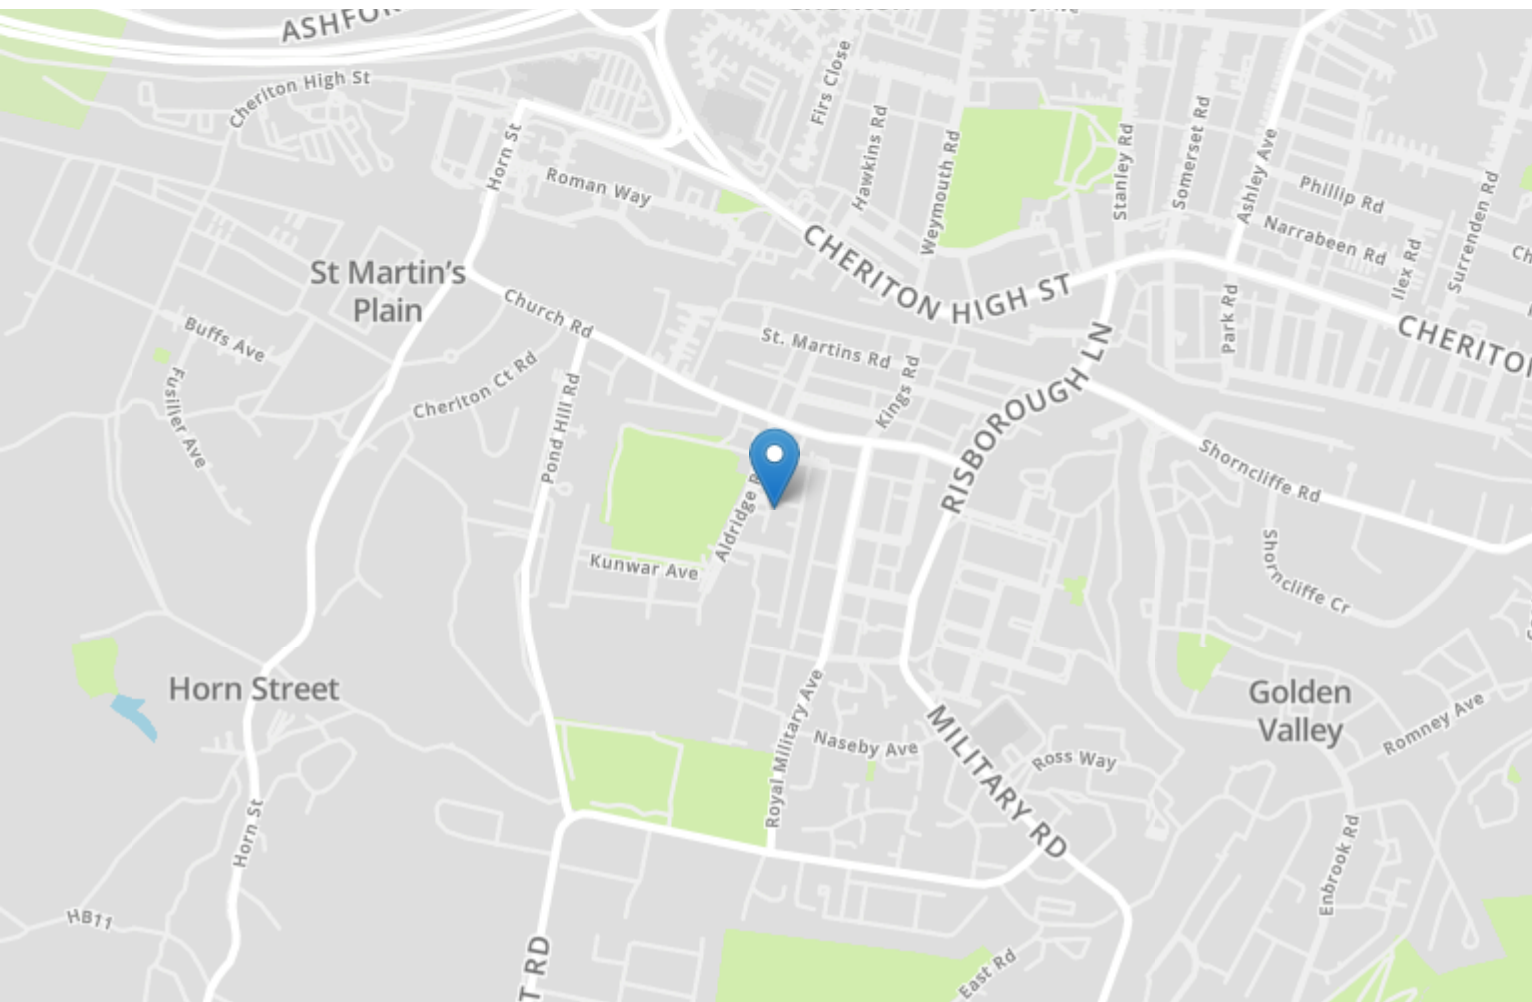 Cheriton High St
Firs Close
Hawkins Rd
Weymouth Rd
Stanley Rd
Somerset Rd
Ashley Ave
Phillip Rd
Surrenden Rd
Horn St
Roman Way
Narrabeen Rd
Ilex Rd
CHERITON HIGH ST
St Martin's
Plain
Church Rd
Park Rd
Buffs Ave
St. Martins Rd
Kings Rd
RISBOROUGH LN
Fusilier Ave
Cheriton Ct Rd
Pond Hill Rd
Shorncliffe Rd
Aldridge
Kunwar Ave
Shorncliffe Cr
Horn Street
Golden
Valley
Royal Military Ave
Naseby Ave
MILITARY RD
Ross Way
Romney Ave
Horn St
Enbrook Rd
HB11
East Rd
T RD